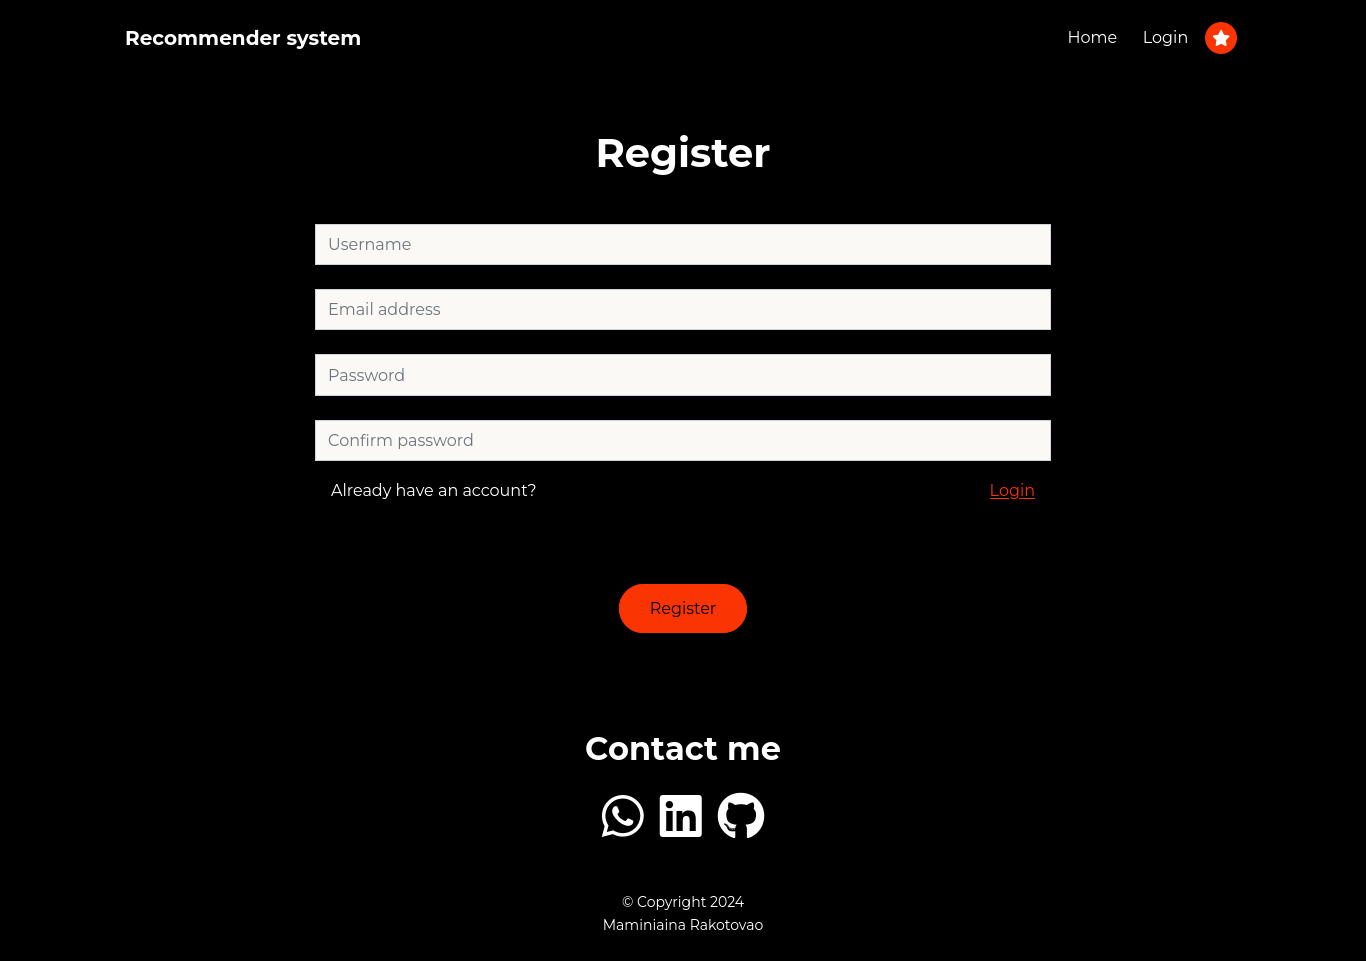 Recommender system
Home Login
Register
Username
Email address
Password
Confirm password
Already have an account? Login
Register
Contact me
© Copyright 2024
Maminiaina Rakotovao